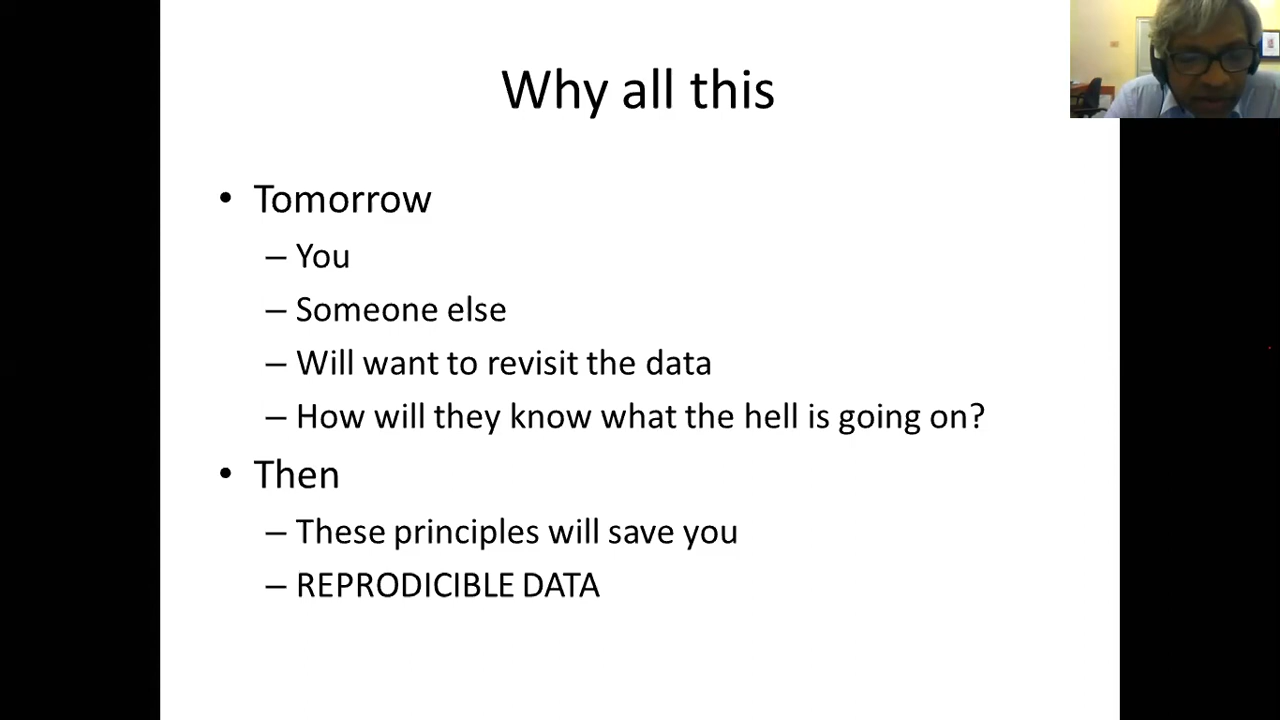 Why all this
• Tomorrow
– You
– Someone else
– Will want to revisit the data
– How will they know what the hell is going on?
• Then
– These principles will save you
– REPRODICIBLE DATA